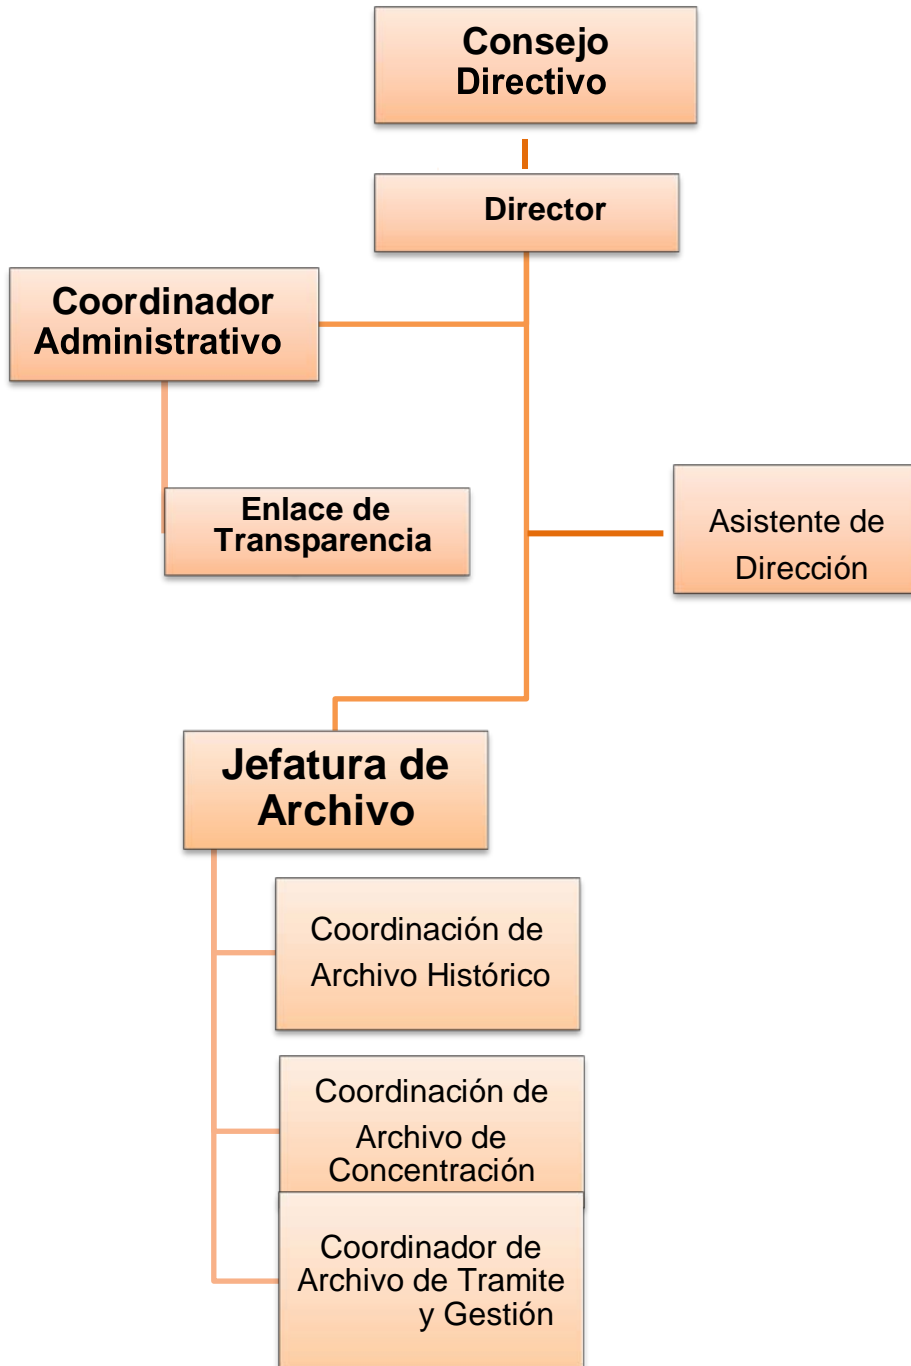 Consejo
Directivo
Director
Coordinador
Administrativo
Enlace de
Transparencia
Asistente de
Dirección
Jefatura de
Archivo
Coordinación de
Archivo Histórico
Coordinación de
Archivo de
Concentración
Coordinador de
Archivo de Tramite
y Gestión